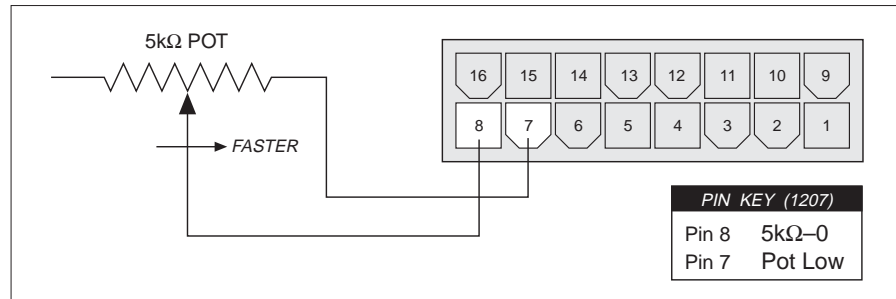 5kΩ POT
FASTER
16 15 14 13 12 11 10 9
8 7 6 5 4 3 2 1
PIN KEY (1207)
Pin 8 5kΩ–0
Pin 7 Pot Low